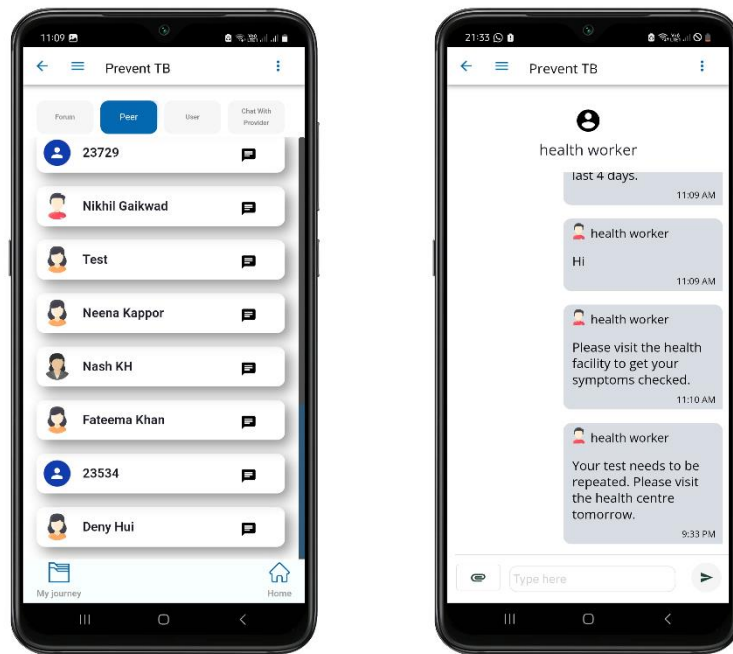 11:09
Prevent TB
Forum
Peer
User
Chat With
Provider
23729
Nikhil Gaikwad
Test
Neena Kappor
Nash KH
Fateema Khan
23534
Deny Hui
My journey
Home
21:33
Prevent TB
health worker
last 4 days.
11:09 AM
health worker
Hi
11:09 AM
health worker
Please visit the health
facility to get your
symptoms checked.
11:10 AM
health worker
Your test needs to be
repeated. Please visit
the health centre
tomorrow.
9:33 PM
Type here